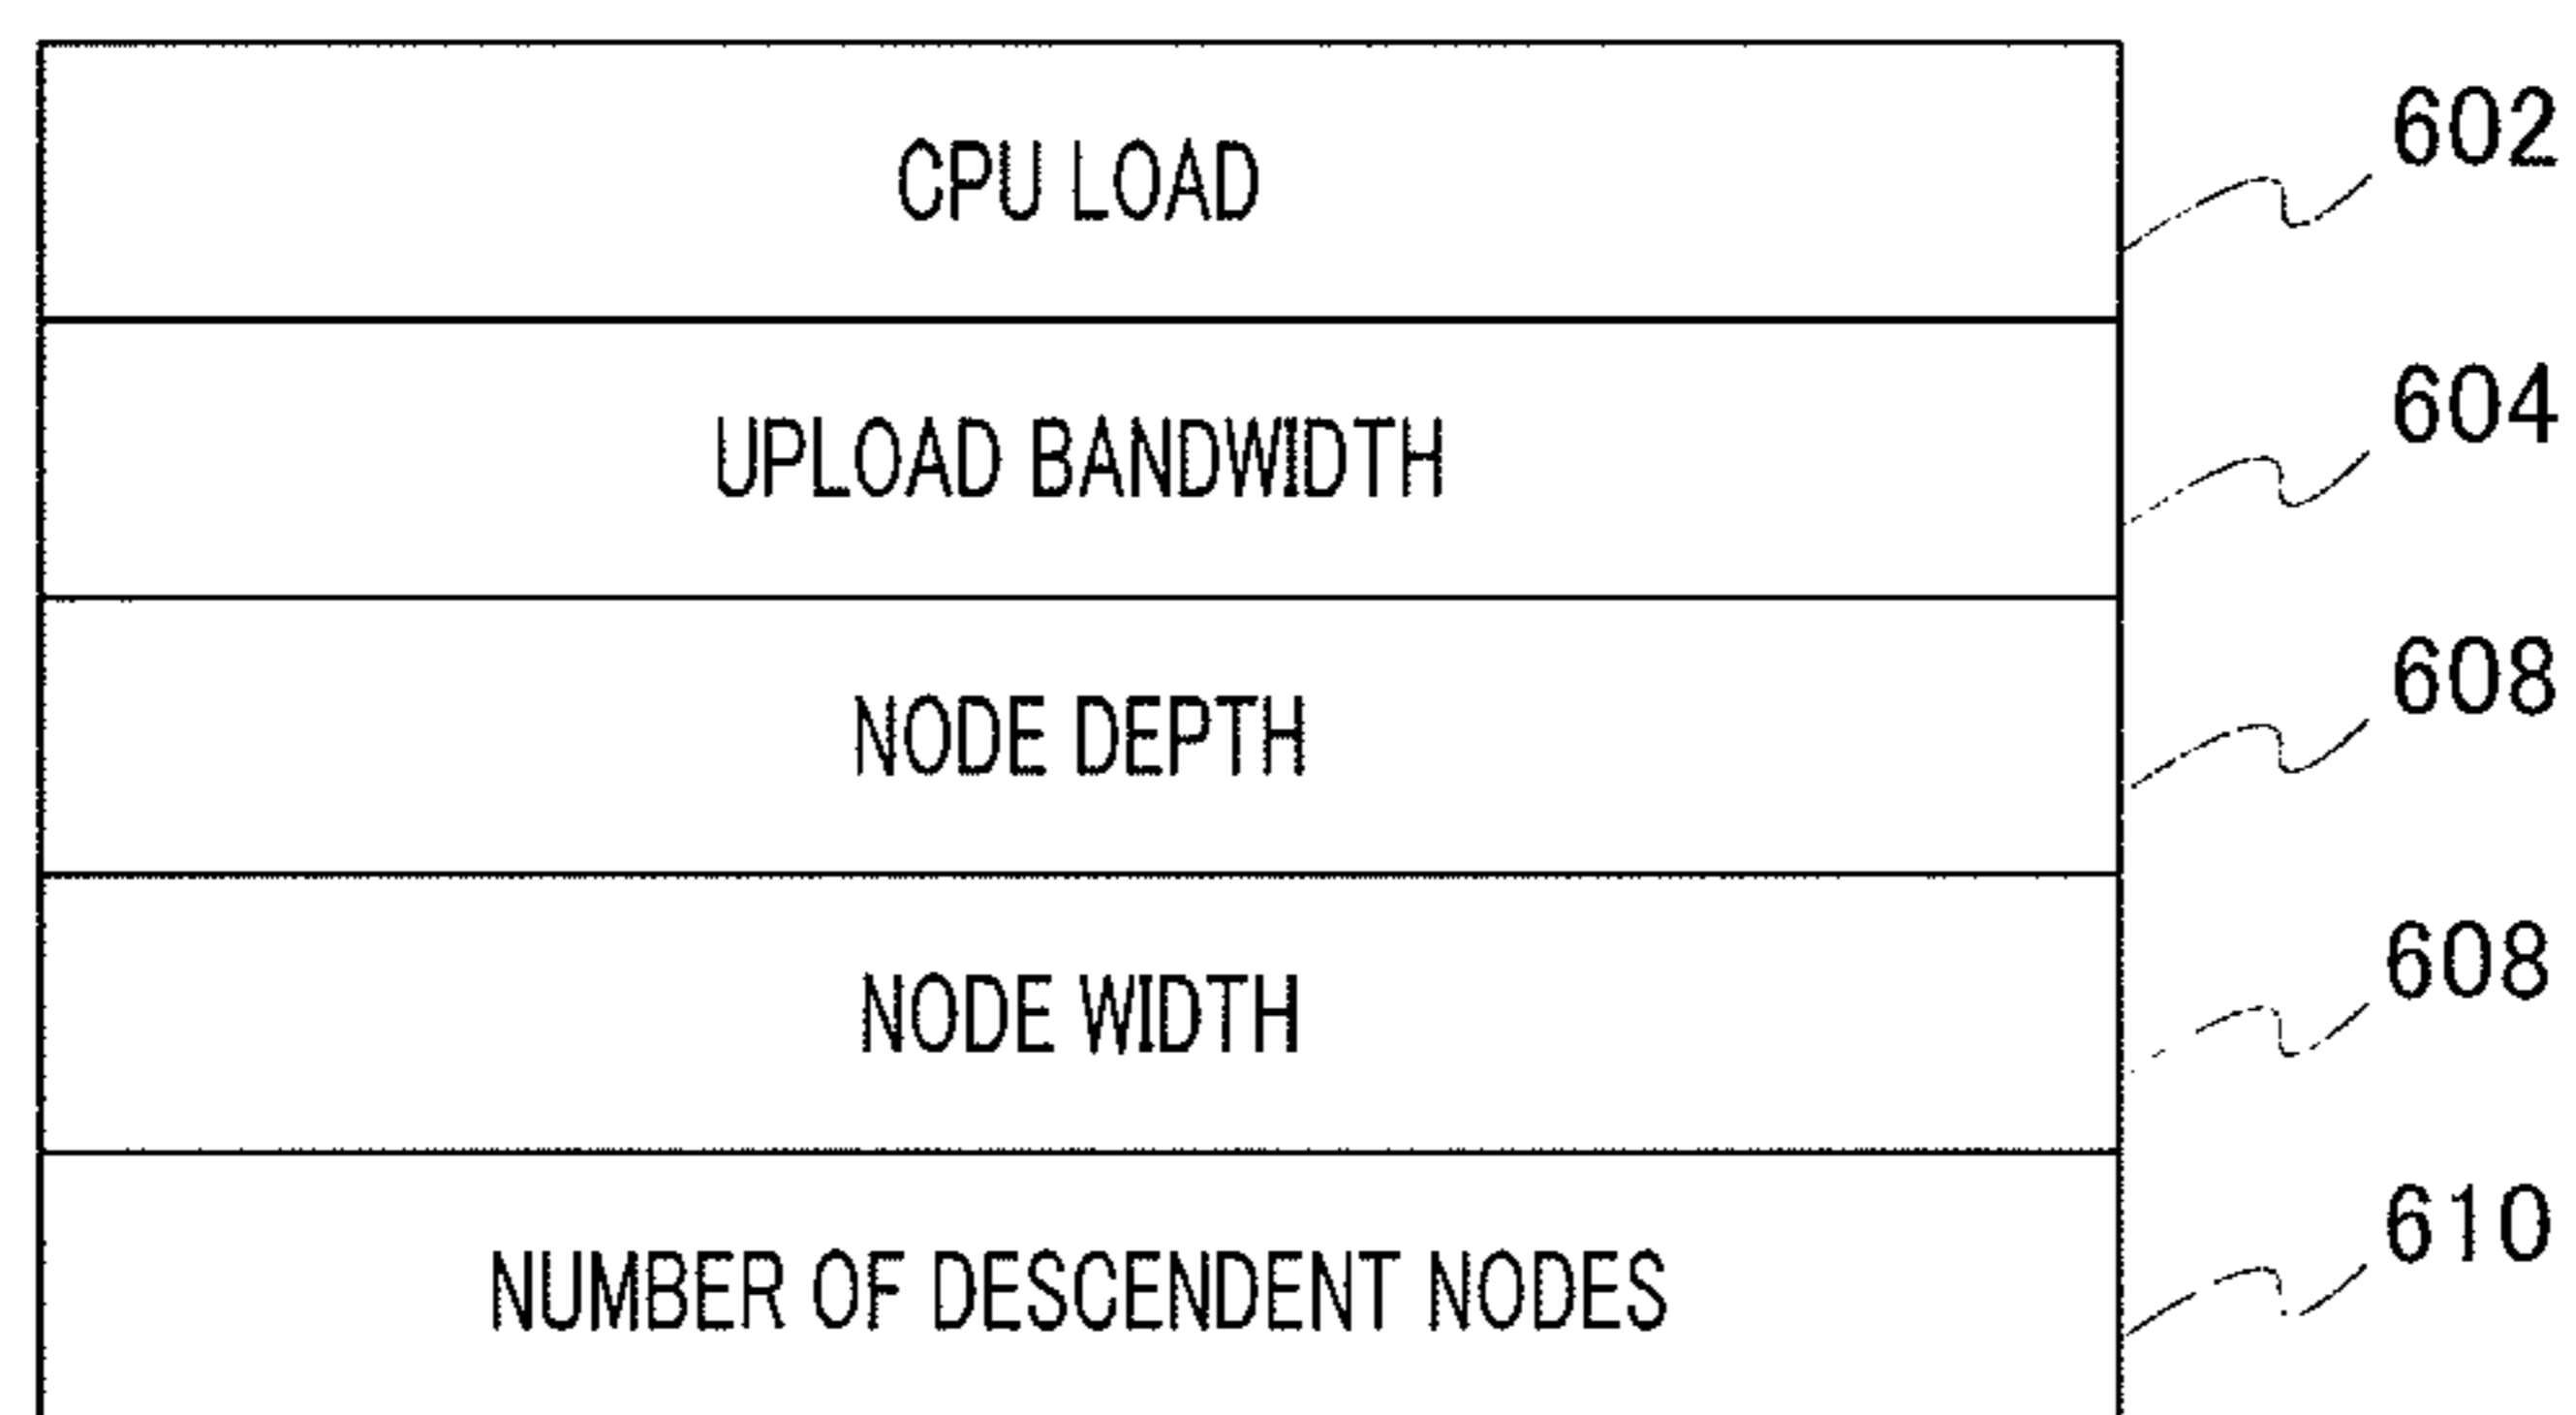 CPU LOAD
602
UPLOAD BANDWIDTH
604
NODE DEPTH
608
NODE WIDTH
608
NUMBER OF DESCENDENT NODES
610